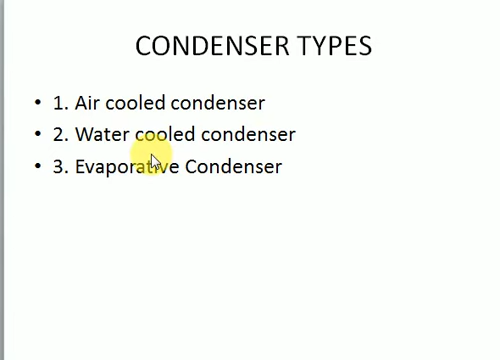 CONDENSER TYPES
• 1. Air cooled condenser
• 2. Water cooled condenser
• 3. Evaporative Condenser